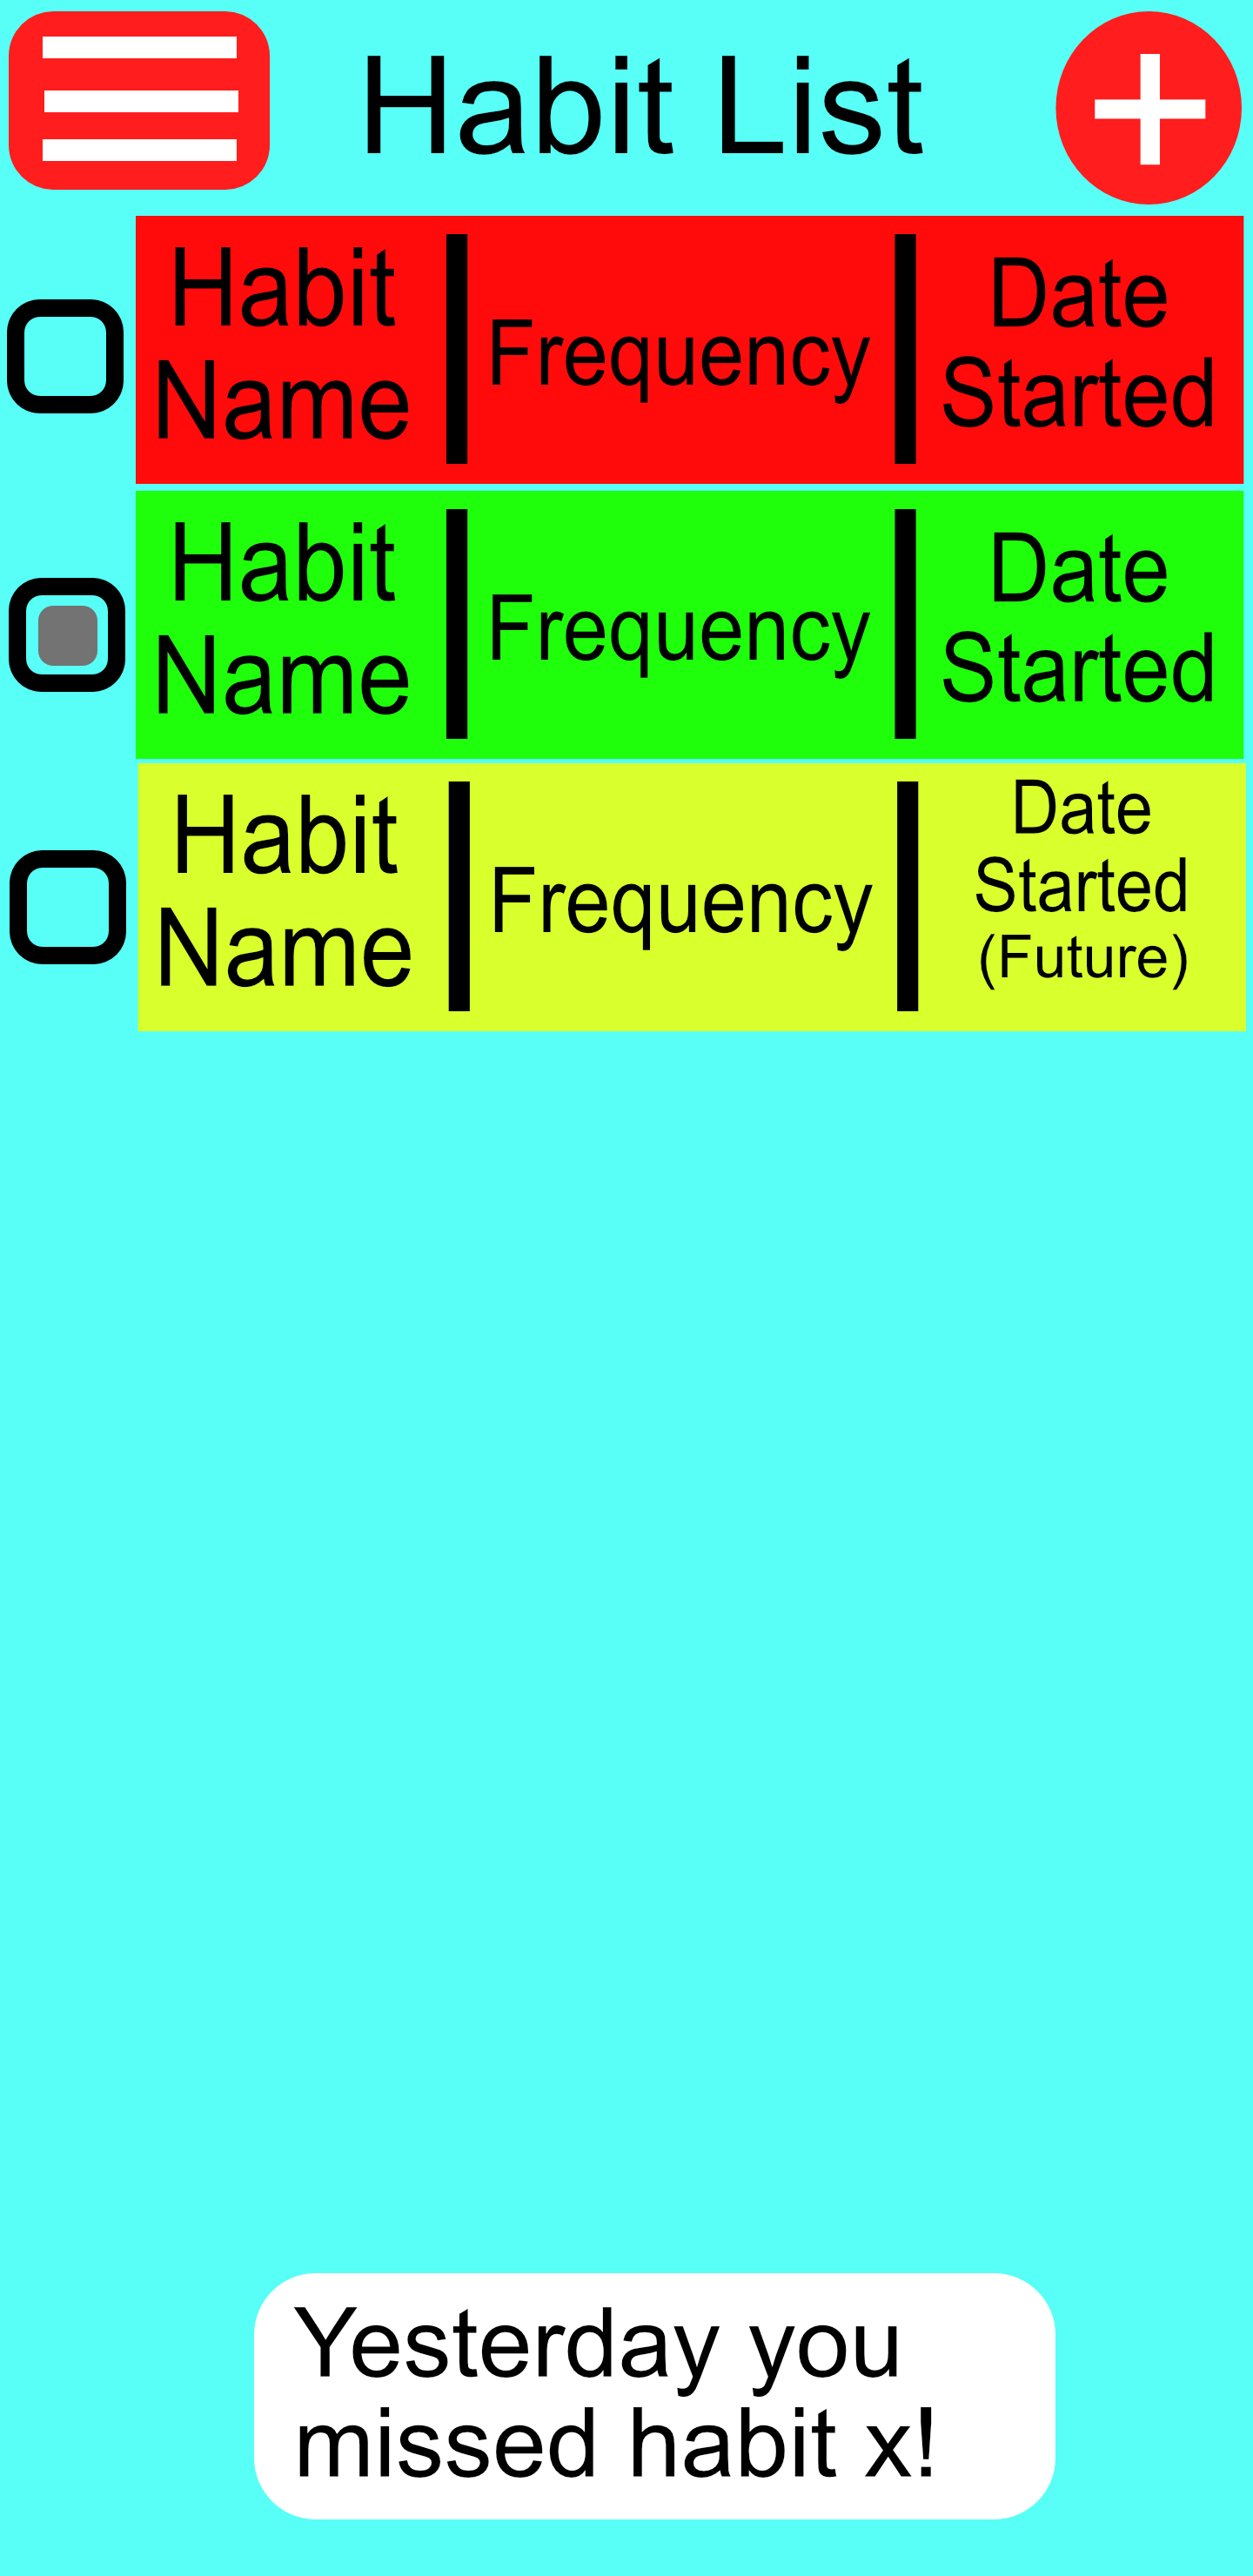 Habit List
Habit
Name
Frequency
Date
Started
Habit
Name
Frequency
Date
Started
Habit
Name
Frequency
Date
Started
(Future)
Yesterday you
missed habit x!